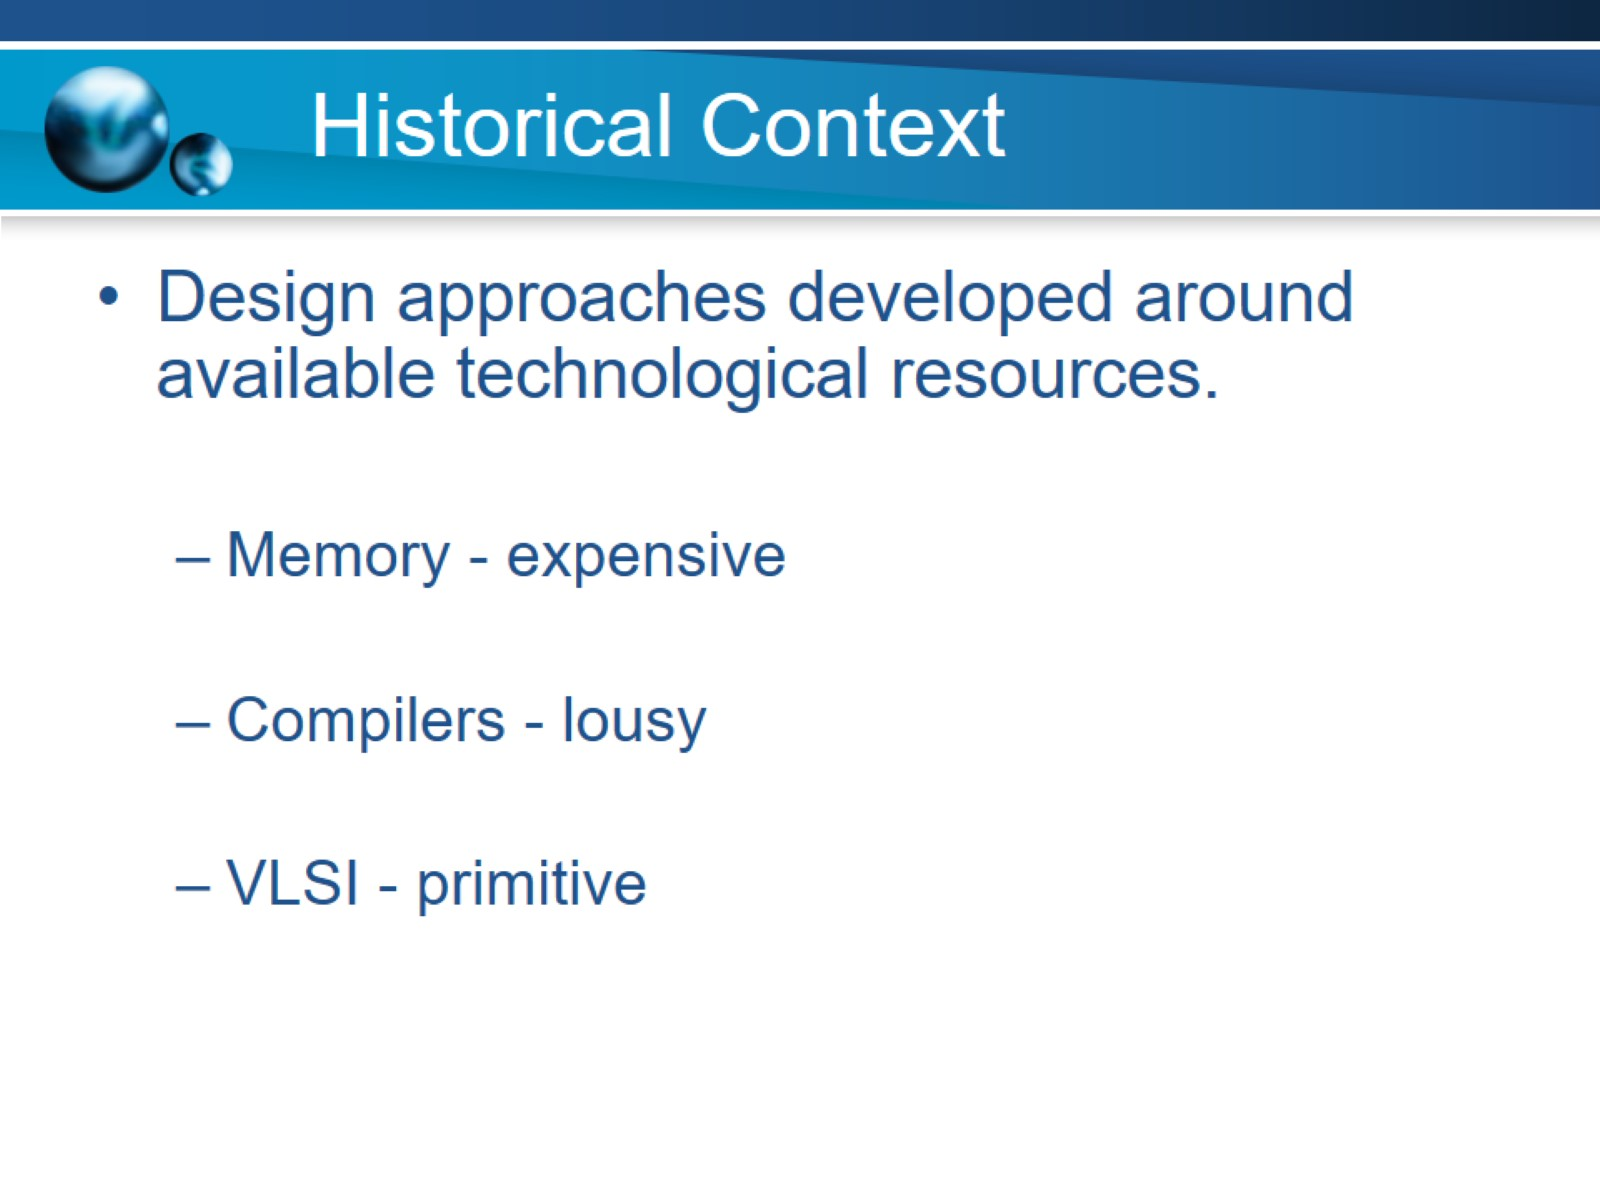 Historical Context
• Design approaches developed around
available technological resources.
– Memory - expensive
– Compilers - lousy
– VLSI - primitive